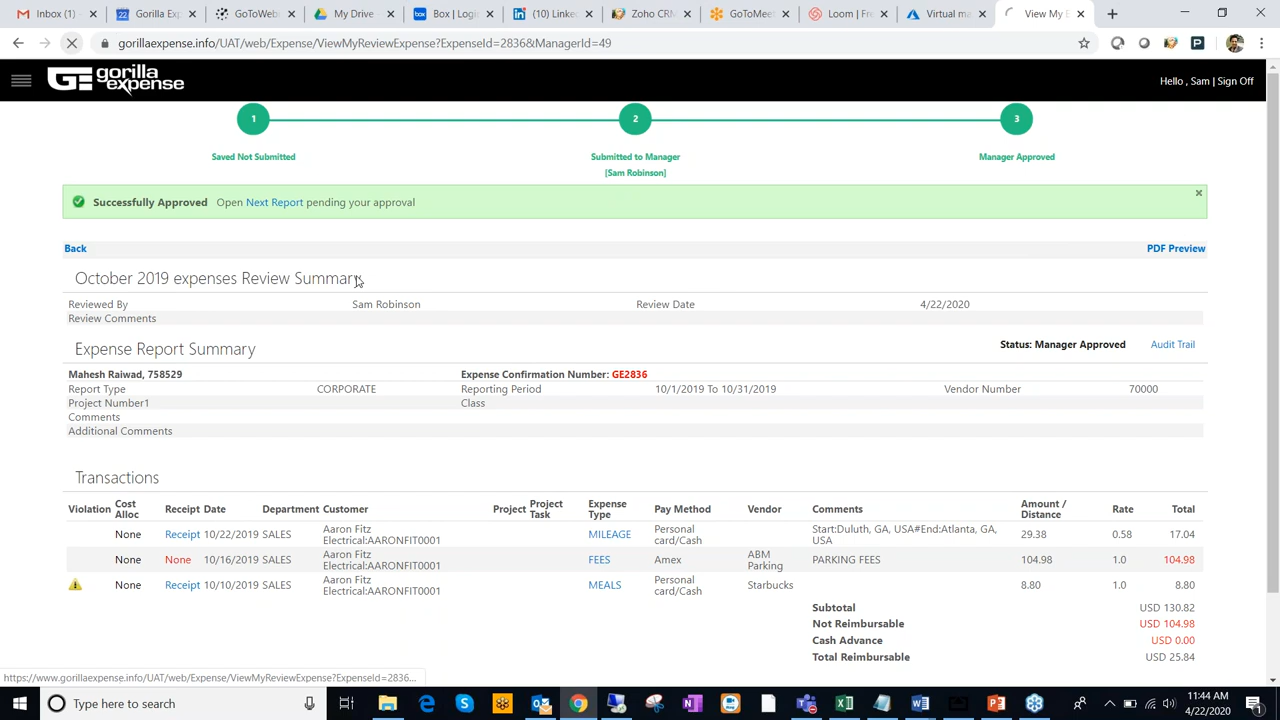 Inbox (1
Expense
GoToWebi
Google D
Box | Login
(10) Linke
Zoho CRM
GoToMeet
Loom | Fre
Virtual ma
View My E
gorillaexpense.info/UAT/web/Expense/ViewMyReviewExpense?ExpenseId=2836&ManagerId=49
GE gorilla expense
Hello , Sam | Sign Off
1 2 3
Saved Not Submitted Submitted to Manager Manager Approved
[Sam Robinson]
Successfully Approved Open Next Report pending your approval
Back PDF Preview
October 2019 expenses Review Summary
Reviewed By Sam Robinson Review Date 4/22/2020
Review Comments
Expense Report Summary Status: Manager Approved Audit Trail
Mahesh Raiwad, 758529 Expense Confirmation Number: GE2836
Report Type CORPORATE Reporting Period 10/1/2019 To 10/31/2019 Vendor Number 70000
Project Number1 Class
Comments
Additional Comments
Transactions
Violation Cost Alloc Receipt Date Department Customer Project Project Task Expense Type Pay Method Vendor Comments Amount / Distance Rate Total
None Receipt 10/22/2019 SALES Aaron Fitz Electrical:AARONFIT0001 MILEAGE Personal card/Cash Start:Duluth, GA, USA#End:Atlanta, GA, USA 29.38 0.58 17.04
None None 10/16/2019 SALES Aaron Fitz Electrical:AARONFIT0001 FEES Amex ABM Parking PARKING FEES 104.98 1.0 104.98
None Receipt 10/10/2019 SALES Aaron Fitz Electrical:AARONFIT0001 MEALS Personal card/Cash Starbucks 8.80 1.0 8.80
Subtotal USD 130.82
Not Reimbursable USD 104.98
Cash Advance USD 0.00
Total Reimbursable USD 25.84
https://www.gorillaexpense.info/UAT/web/Expense/ViewMyReviewExpense?ExpenseId=2836...
Type here to search
11:44 AM
4/22/2020